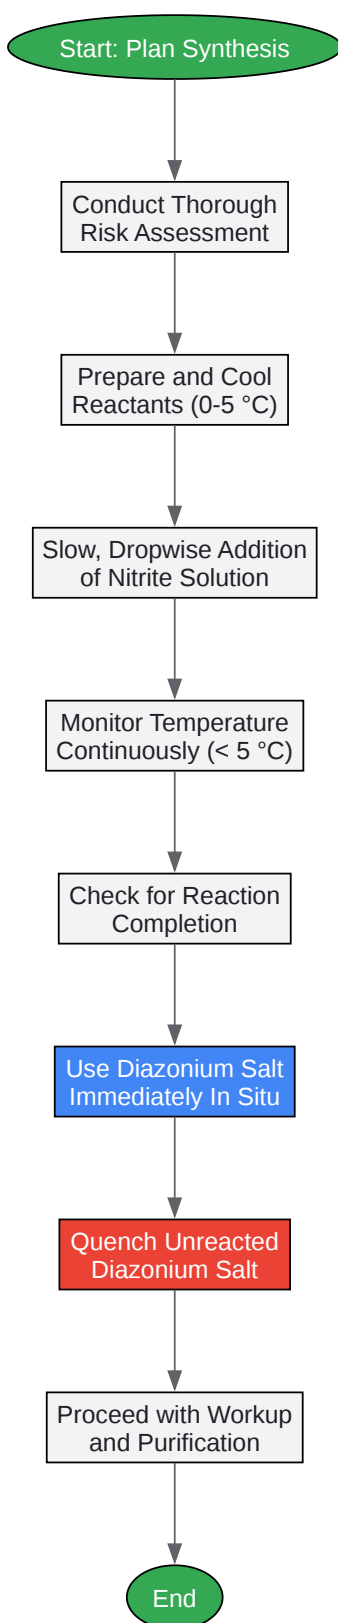 Start: Plan Synthesis
Conduct Thorough
Risk Assessment
Prepare and Cool
Reactants (0-5 °C)
Slow, Dropwise Addition
of Nitrite Solution
Monitor Temperature
Continuously (< 5 °C)
Check for Reaction
Completion
Use Diazonium Salt
Immediately In Situ
Quench Unreacted
Diazonium Salt
Proceed with Workup
and Purification
End